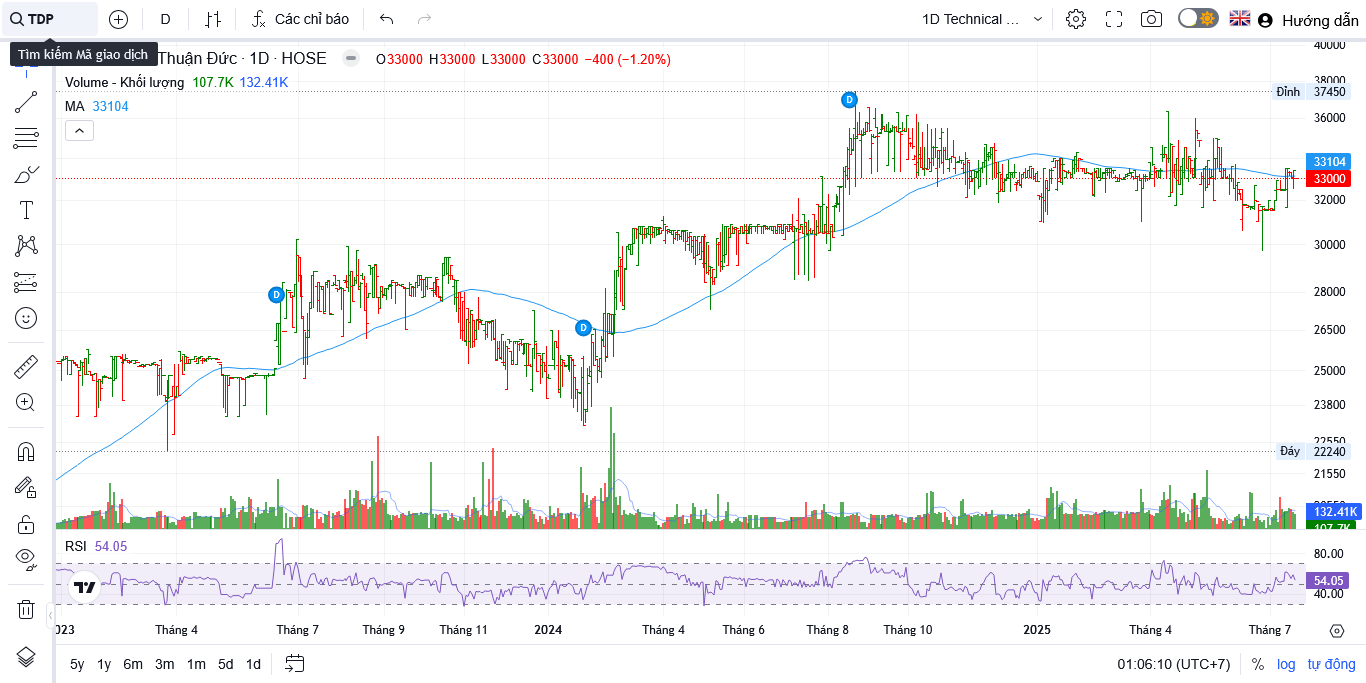 TDP D Các chỉ báo 1D Technical ... Hướng dẫn
Tìm kiếm Mã giao dịch
Thuận Đức · 1D · HOSE O33000 H33000 L33000 C33000 −400 (−1.20%)
Volume - Khối lượng 107.7K 132.41K
MA 33104
40000
38000
Đỉnh 37450
36000
33104
33000
32000
30000
28000
26500
25000
23800
22550
Đáy 22240
21550
132.41K
107.7K
D
D
D
RSI 54.05
80.00
54.05
40.00
023 Tháng 4 Tháng 7 Tháng 9 Tháng 11 2024 Tháng 4 Tháng 6 Tháng 8 Tháng 10 2025 Tháng 4 Tháng 7
5y 1y 6m 3m 1m 5d 1d 01:06:10 (UTC+7) % log tự động